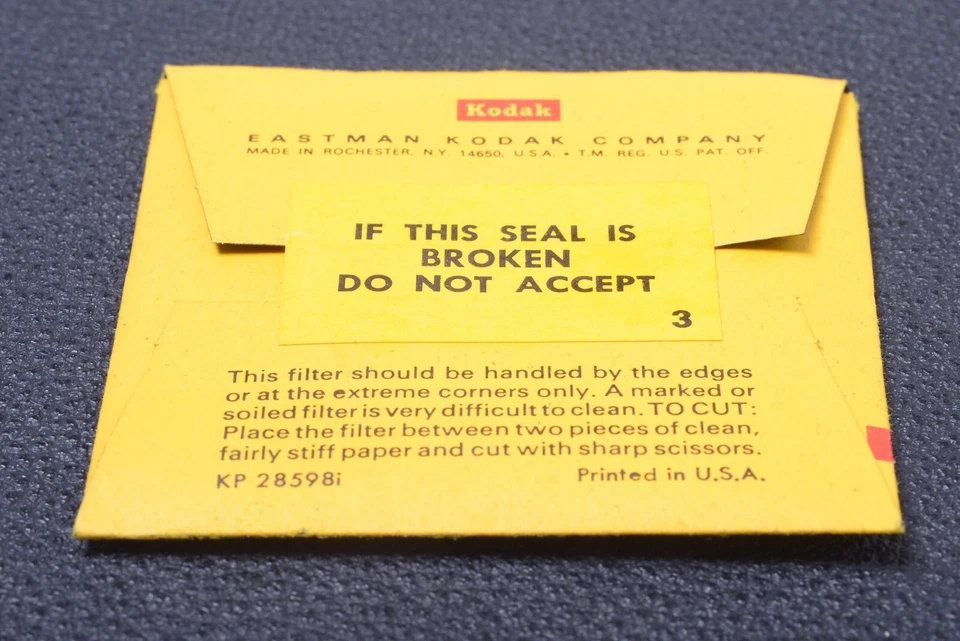 Kodak
EASTMAN KODAK COMPANY
MADE IN ROCHESTER, N.Y. 14650, U.S.A. • T.M. REG. U.S. PAT. OFF.
IF THIS SEAL IS
BROKEN
DO NOT ACCEPT
3
This filter should be handled by the edges
or at the extreme corners only. A marked or
soiled filter is very difficult to clean. TO CUT:
Place the filter between two pieces of clean,
fairly stiff paper and cut with sharp scissors.
KP 28598i Printed in U.S.A.